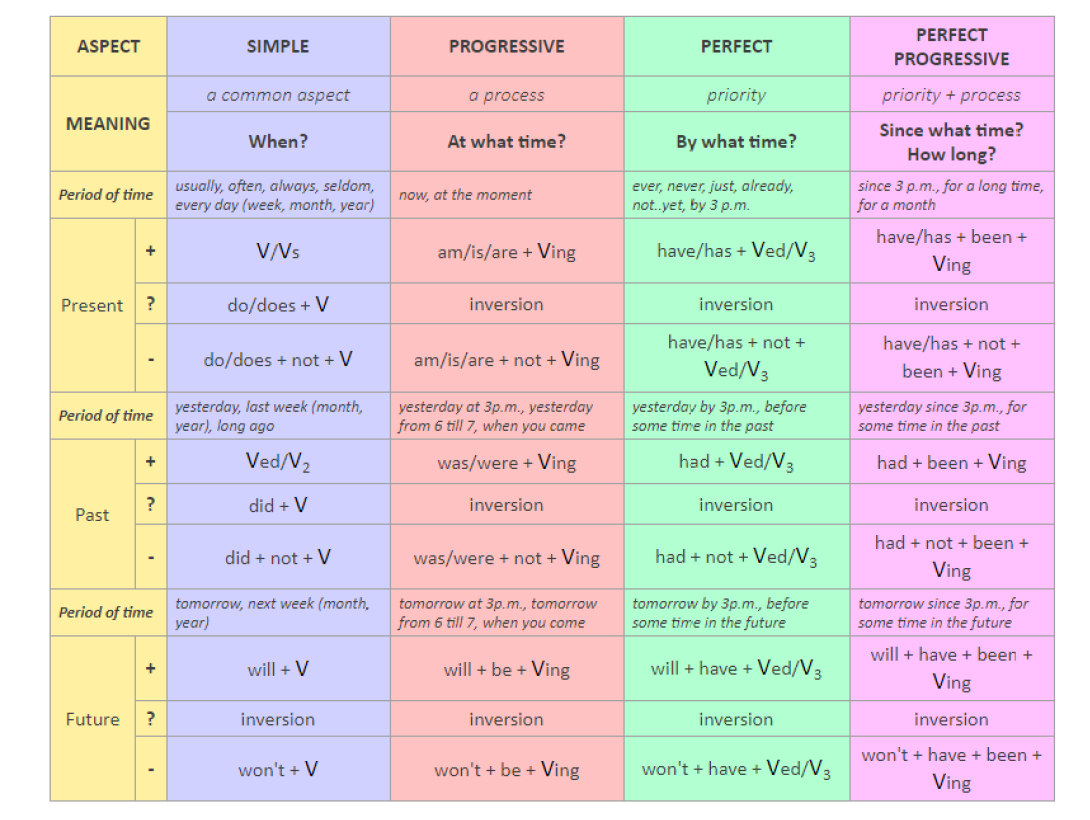 ASPECT SIMPLE PROGRESSIVE PERFECT PERFECT
PROGRESSIVE
MEANING
a common aspect a process priority priority + process
When? At what time? By what time? Since what time?
How long?
Period of time usually, often, always, seldom, now, at the moment ever, never, just, already, since 3 p.m., for a long time,
every day (week, month, year) not..yet, by 3 p.m. for a month
Present
+ V/Vs am/is/are + Ving have/has + Ved/V3 have/has + been +
Ving
? do/does + V inversion inversion inversion
- do/does + not + V am/is/are + not + Ving have/has + not + have/has + not +
Ved/V3 been + Ving
Period of time yesterday, last week (month, yesterday at 3p.m., yesterday yesterday by 3p.m., before yesterday since 3p.m., for
year), long ago from 6 till 7, when you came some time in the past some time in the past
Past
+ Ved/V2 was/were + Ving had + Ved/V3 had + been + Ving
? did + V inversion inversion inversion
- did + not + V was/were + not + Ving had + not + Ved/V3 had + not + been +
Ving
Period of time tomorrow, next week (month, tomorrow at 3p.m., tomorrow tomorrow by 3p.m., before tomorrow since 3p.m., for
year) from 6 till 7, when you come some time in the future some time in the future
Future
+ will + V will + be + Ving will + have + Ved/V3 will + have + been +
Ving
? inversion inversion inversion inversion
- won't + V won't + be + Ving won't + have + Ved/V3 won't + have + been +
Ving